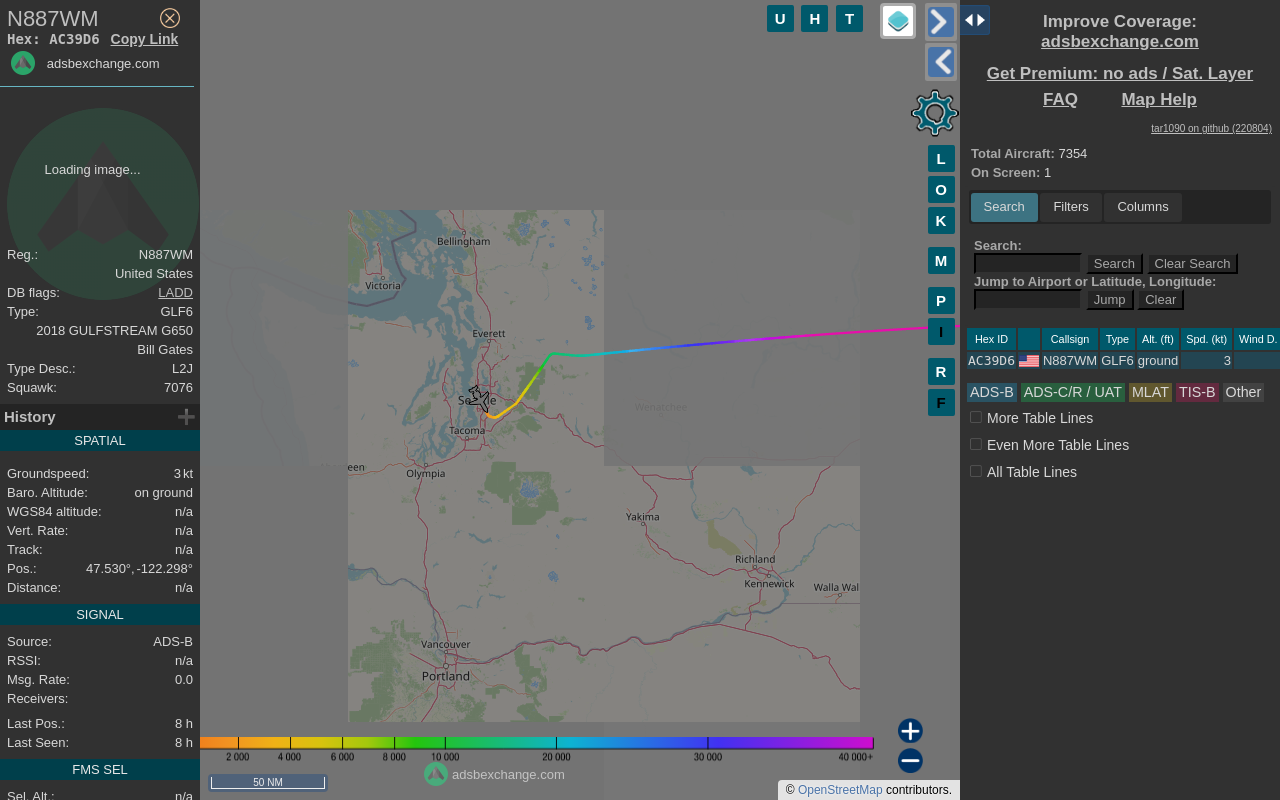 N887WM
Hex: AC39D6 Copy Link
adsbexchange.com
Loading image...
Reg.: N887WM
United States
DB flags: LADD
Type: GLF6
2018 GULFSTREAM G650
Bill Gates
Type Desc.: L2J
Squawk: 7076
History
SPATIAL
Groundspeed: 3 kt
Baro. Altitude: on ground
WGS84 altitude: n/a
Vert. Rate: n/a
Track: n/a
Pos.: 47.530°, -122.298°
Distance: n/a
SIGNAL
Source: ADS-B
RSSI: n/a
Msg. Rate: 0.0
Receivers:
Last Pos.: 8 h
Last Seen: 8 h
FMS SEL
Sel. Alt.: n/a
U H T
L
O
K
M
P
I
R
F
Bellingham
Victoria
Everett
Wenatchee
Tacoma
een
Olympia
Yakima
Richland
Kennewick
Walla Wal
Vancouver
Portland
2 000 4 000 6 000 8 000 10 000 20 000 30 000 40 000+
50 NM
adsbexchange.com
© OpenStreetMap contributors.
Improve Coverage:
adsbexchange.com
Get Premium: no ads / Sat. Layer
FAQ Map Help
tar1090 on github (220804)
Total Aircraft: 7354
On Screen: 1
Search Filters Columns
Search:
Search Clear Search
Jump to Airport or Latitude, Longitude:
Jump Clear
Hex ID Callsign Type Alt. (ft) Spd. (kt) Wind D.
AC39D6 N887WM GLF6 ground 3
ADS-B ADS-C/R / UAT MLAT TIS-B Other
More Table Lines
Even More Table Lines
All Table Lines